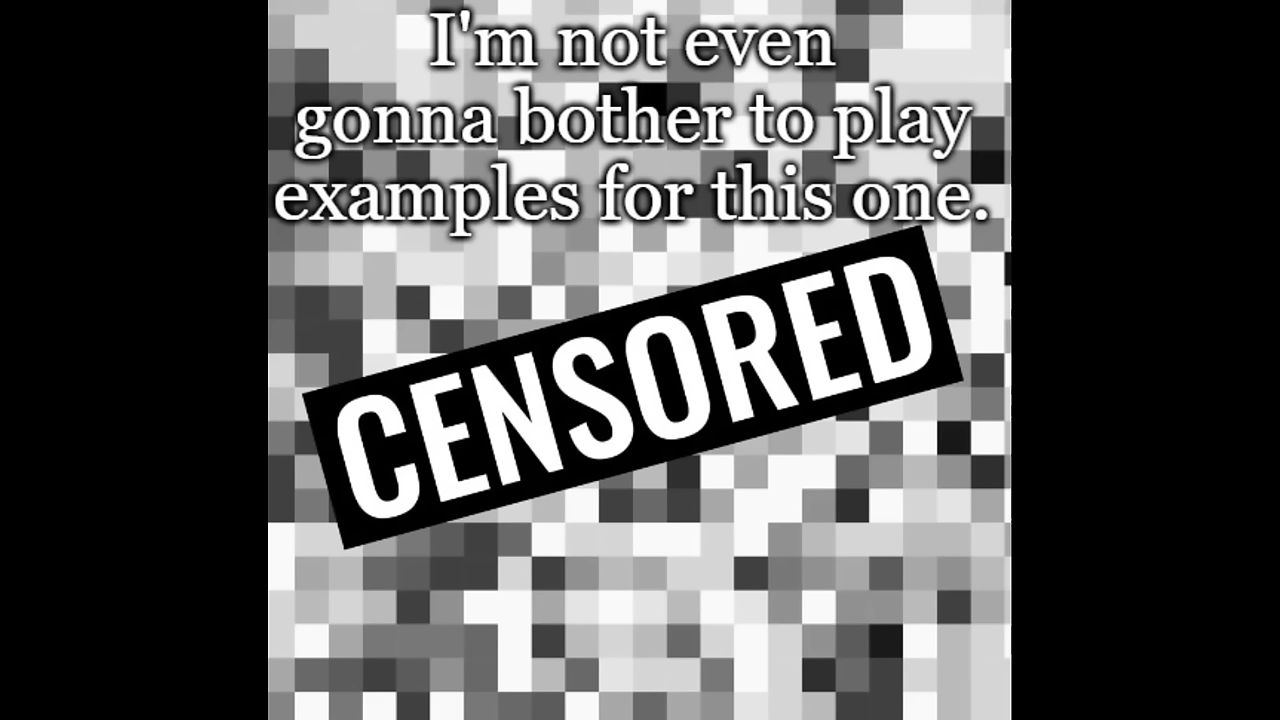 I'm not even
gonna bother to play
examples for this one.
CENSORED